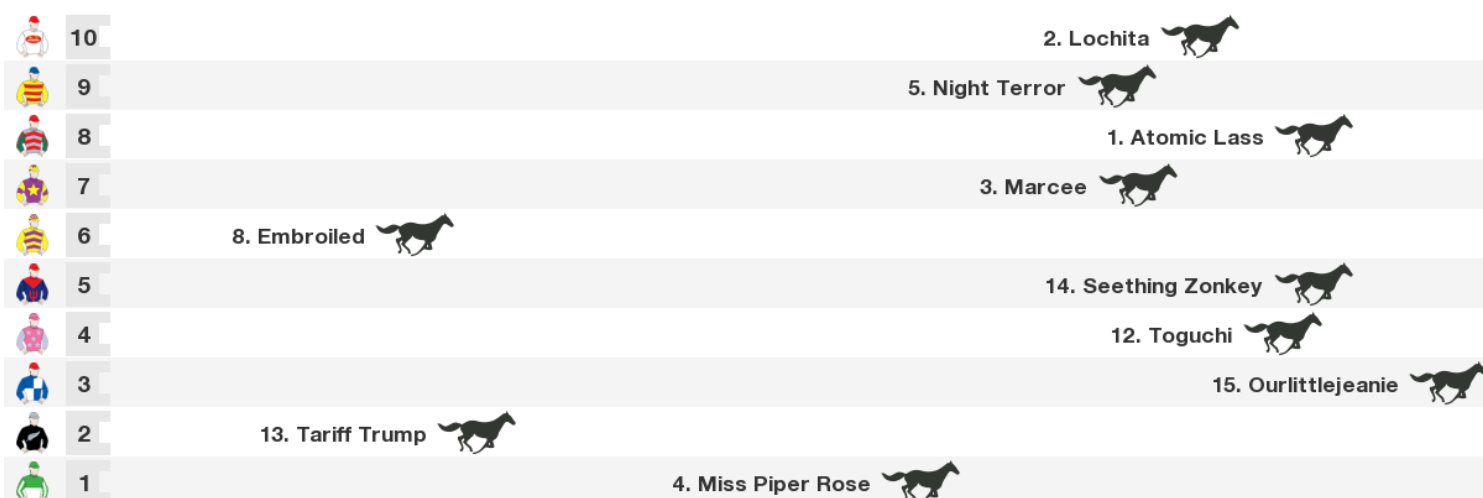 10 2. Lochita
9 5. Night Terror
8 1. Atomic Lass
7 3. Marcee
6 8. Embroiled
5 14. Seething Zonkey
4 12. Toguchi
3 15. Ourlittlejeanie
2 13. Tariff Trump
1 4. Miss Piper Rose